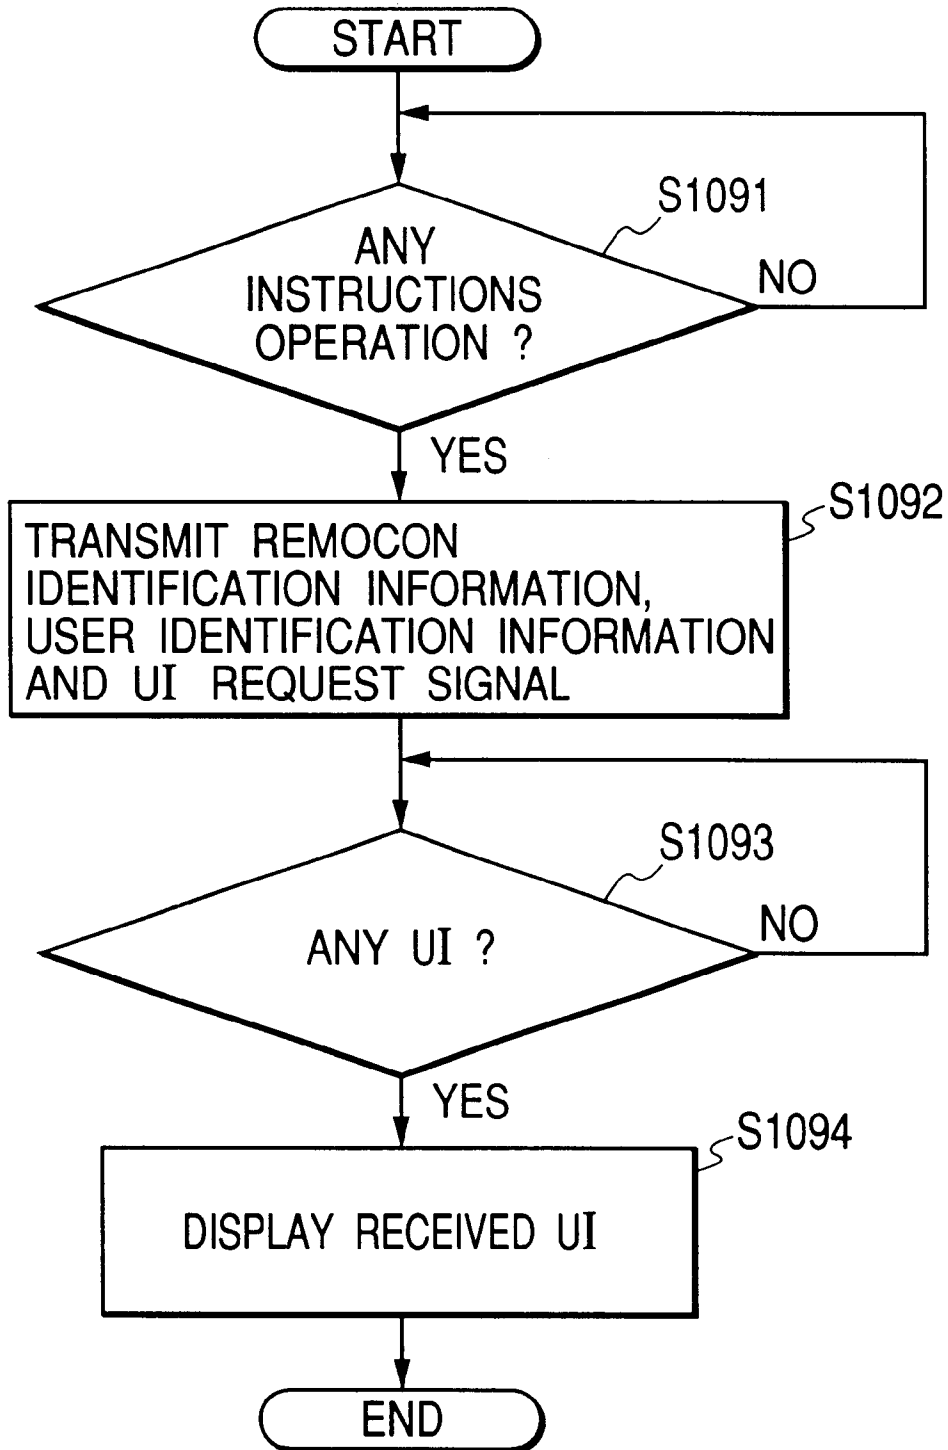 START
S1091
ANY
INSTRUCTIONS
OPERATION ?
NO
YES
S1092
TRANSMIT REMOCON
IDENTIFICATION INFORMATION,
USER IDENTIFICATION INFORMATION
AND UI REQUEST SIGNAL
S1093
ANY UI ?
NO
YES
S1094
DISPLAY RECEIVED UI
END